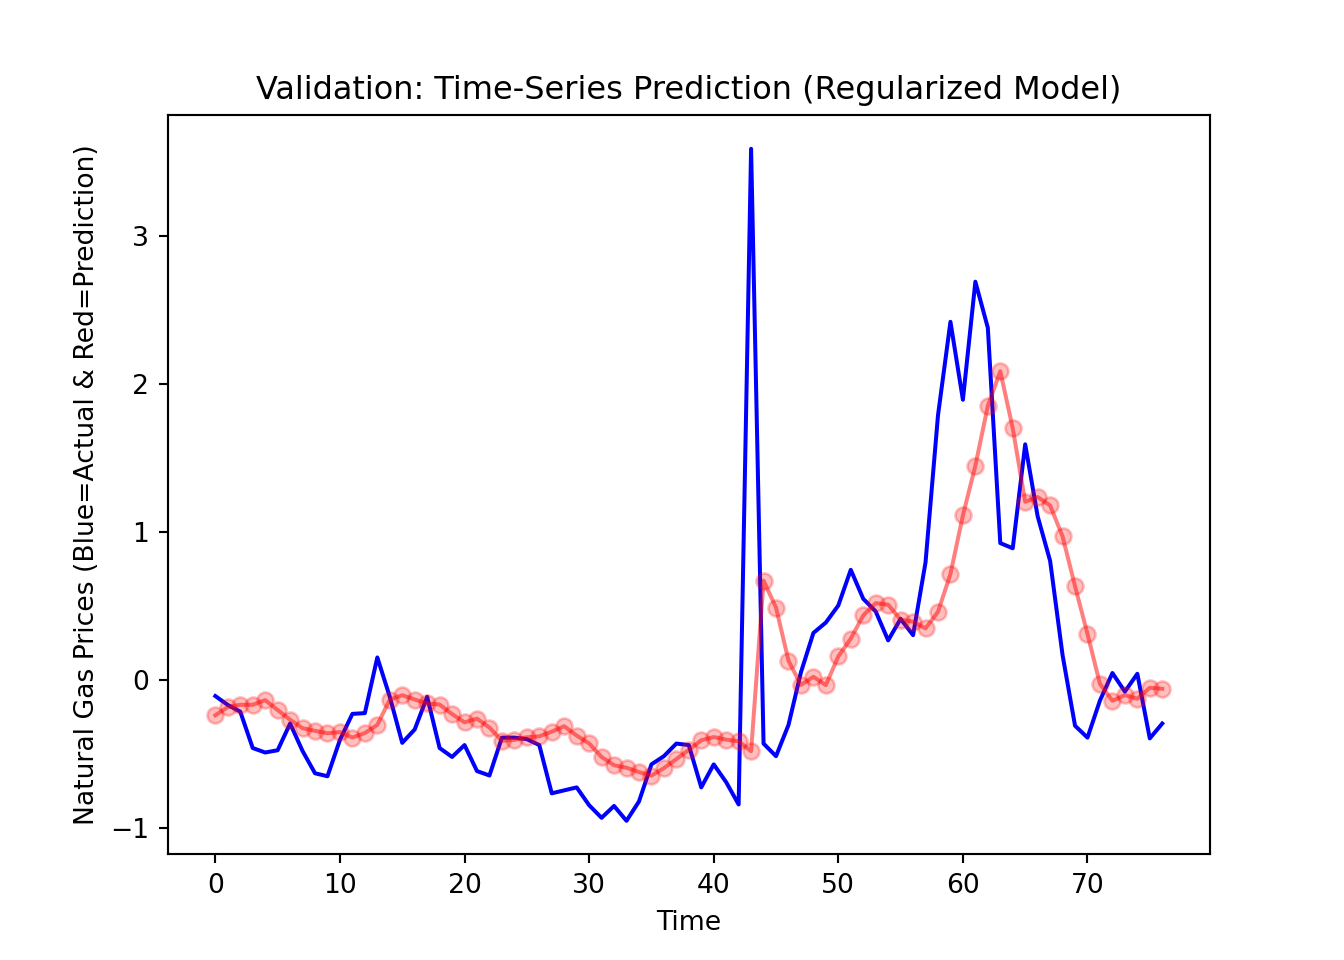 Validation: Time-Series Prediction (Regularized Model)
Natural Gas Prices (Blue=Actual & Red=Prediction)
3
2
1
0
−1
0 10 20 30 40 50 60 70
Time